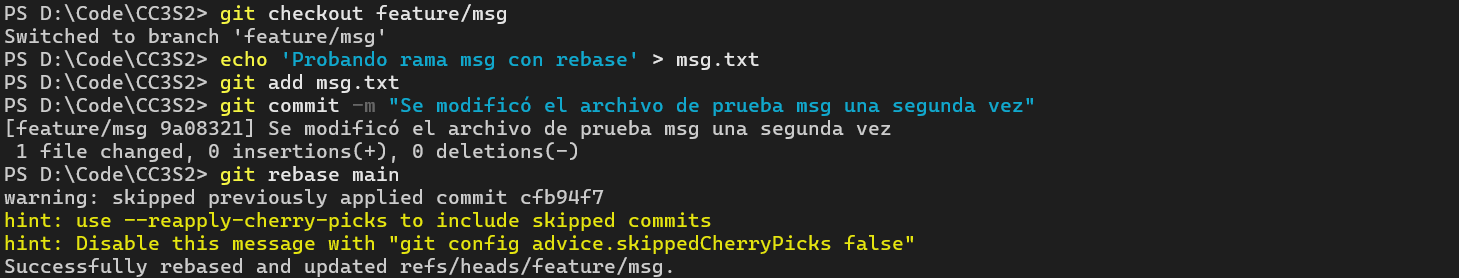 PS D:\Code\CC3S2> git checkout feature/msg
Switched to branch 'feature/msg'
PS D:\Code\CC3S2> echo 'Probando rama msg con rebase' > msg.txt
PS D:\Code\CC3S2> git add msg.txt
PS D:\Code\CC3S2> git commit -m "Se modificó el archivo de prueba msg una segunda vez"
[feature/msg 9a08321] Se modificó el archivo de prueba msg una segunda vez
 1 file changed, 0 insertions(+), 0 deletions(-)
PS D:\Code\CC3S2> git rebase main
warning: skipped previously applied commit cfb94f7
hint: use --reapply-cherry-picks to include skipped commits
hint: Disable this message with "git config advice.skippedCherryPicks false"
Successfully rebased and updated refs/heads/feature/msg.